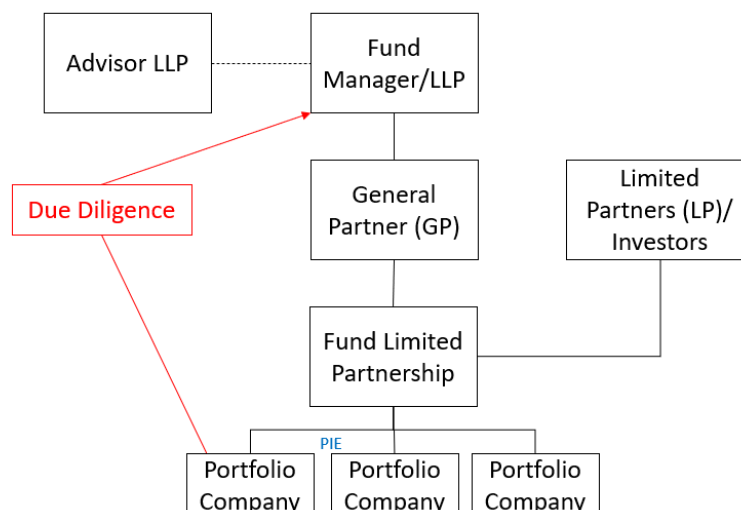 Advisor LLP
Fund
Manager/LLP
Due Diligence
General
Partner (GP)
Limited
Partners (LP)/
Investors
Fund Limited
Partnership
PIE
Portfolio
Company
Portfolio
Company
Portfolio
Company